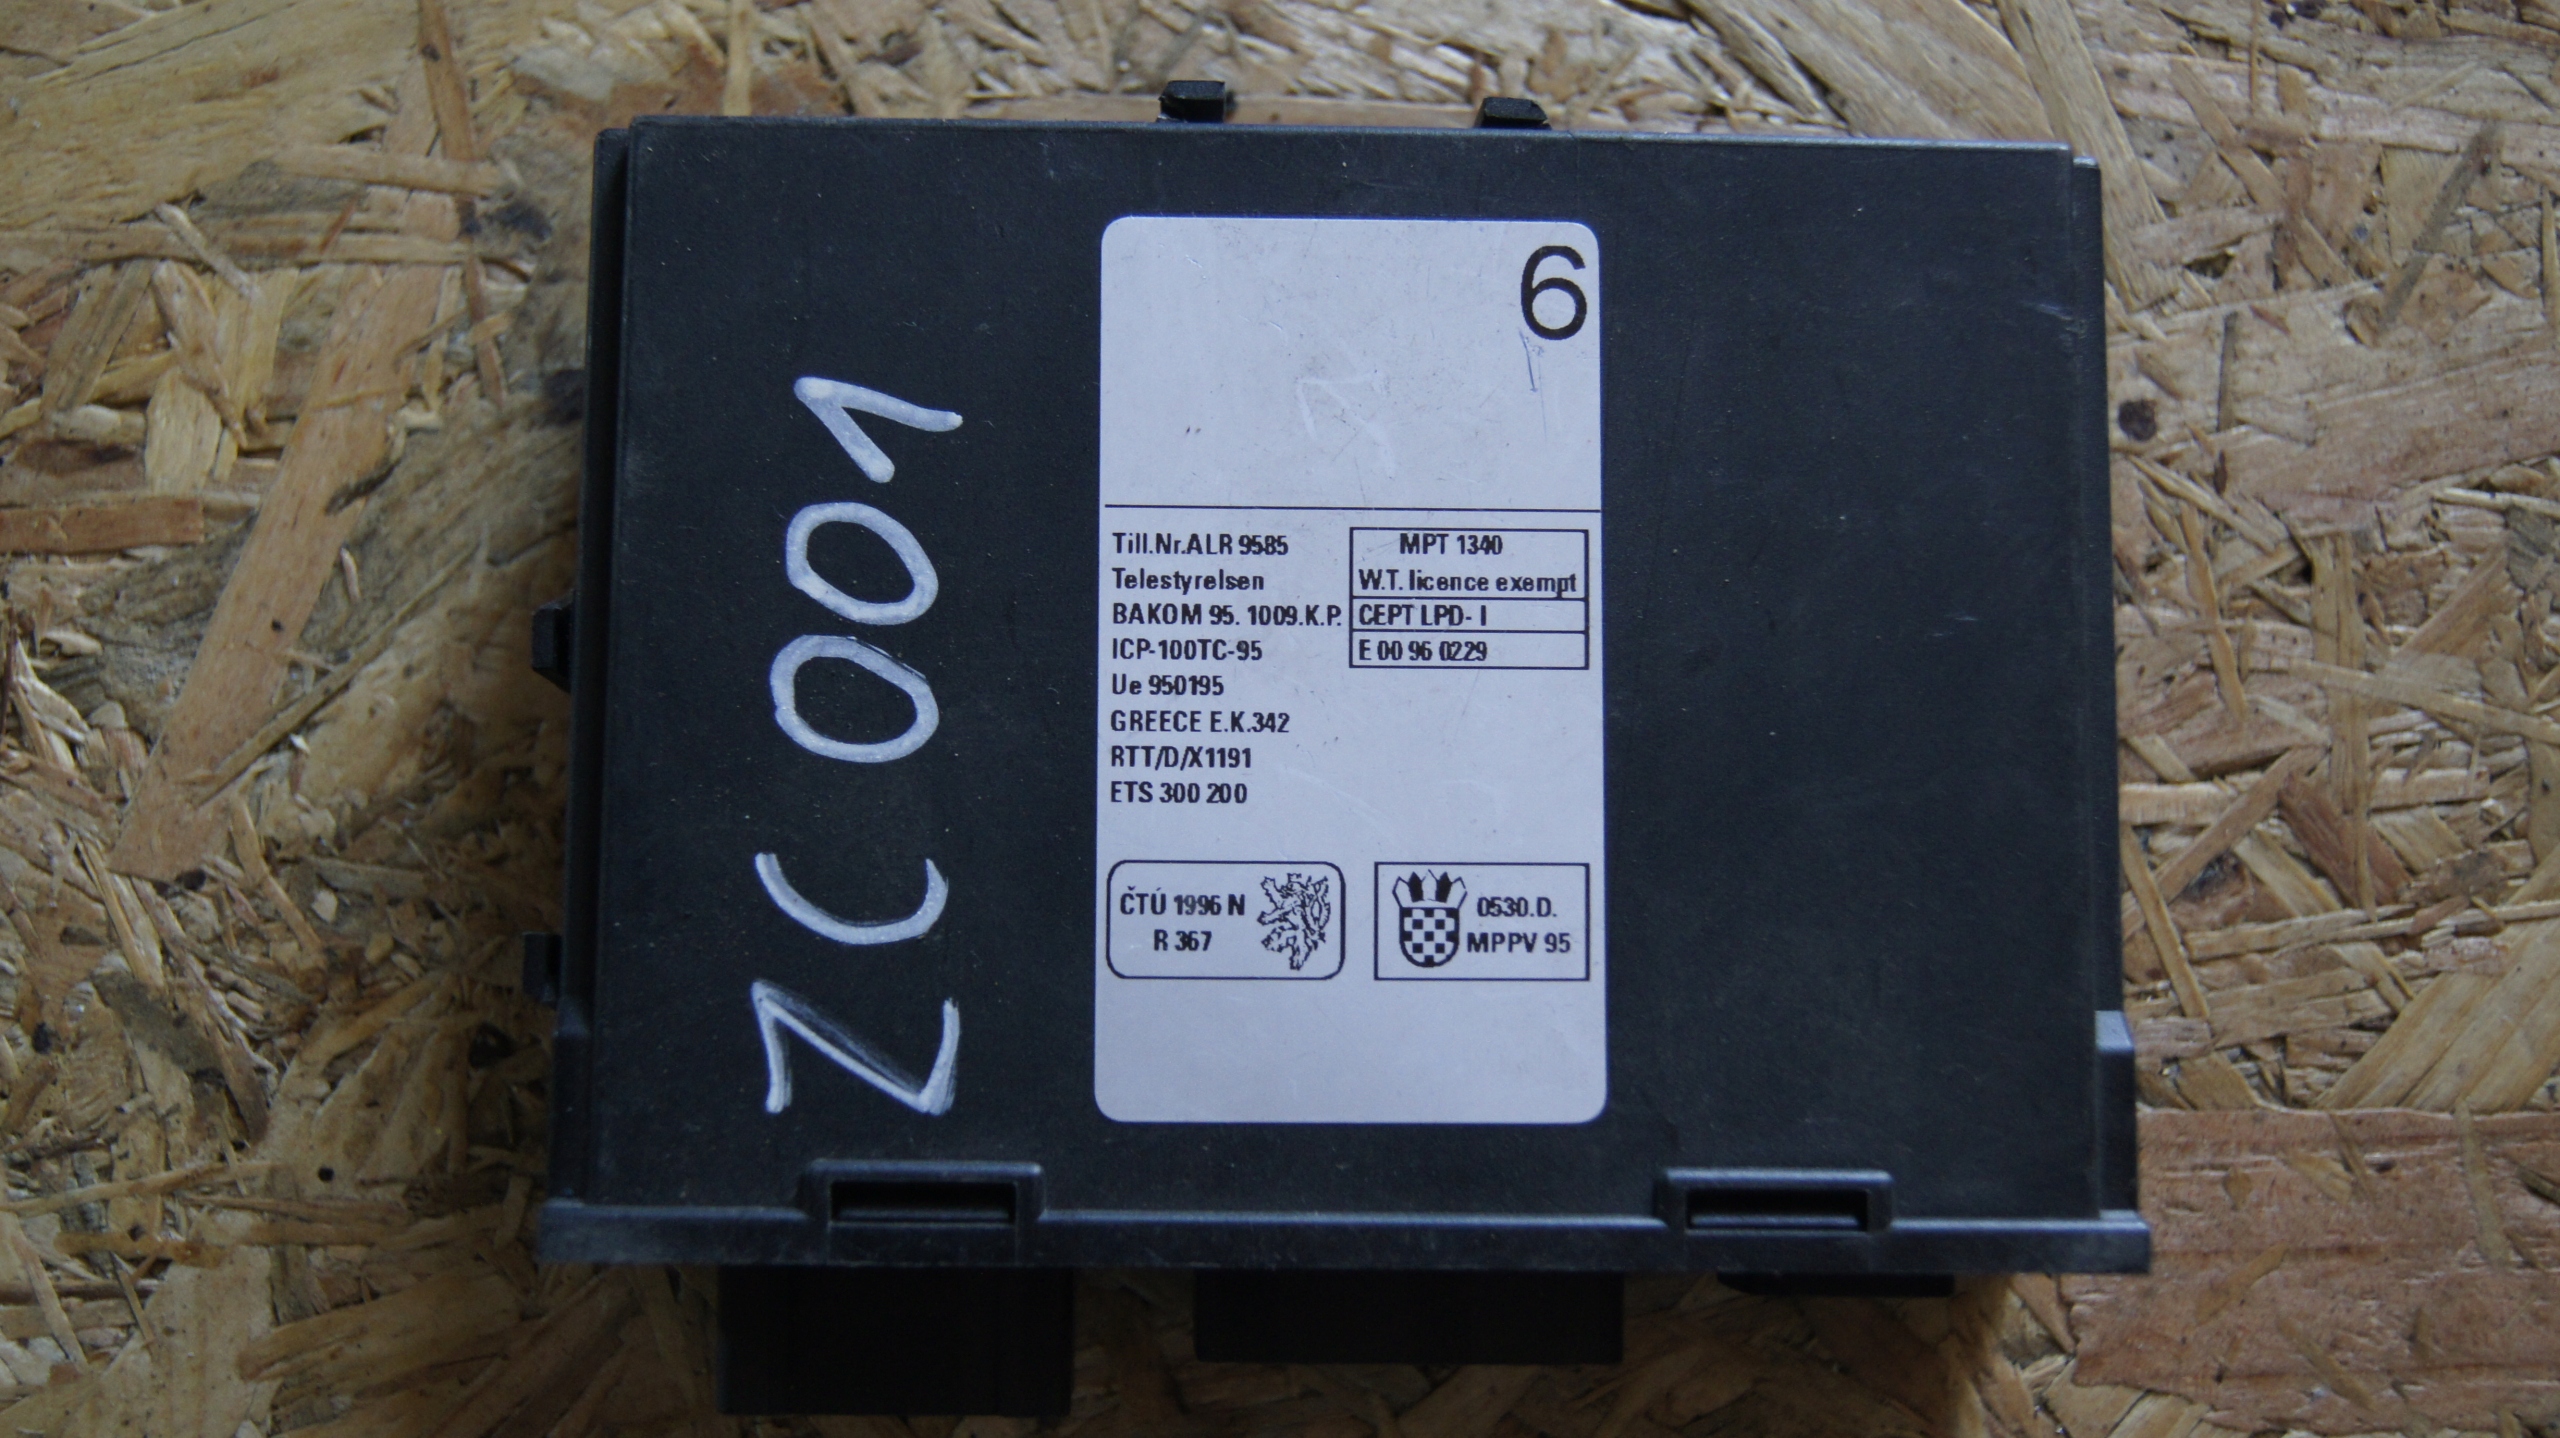 6
ZC001
Till.Nr.ALR 9585
Telestyrelsen
BAKOM 95. 1009.K.P.
ICP-100TC-95
Ue 950195
GREECE E.K.342
RTT/D/X1191
ETS 300 200
MPT 1340
W.T. licence exempt
CEPT LPD- I
E 00 96 0229
ČTÚ 1996 N
R 367
0530.D.
MPPV 95